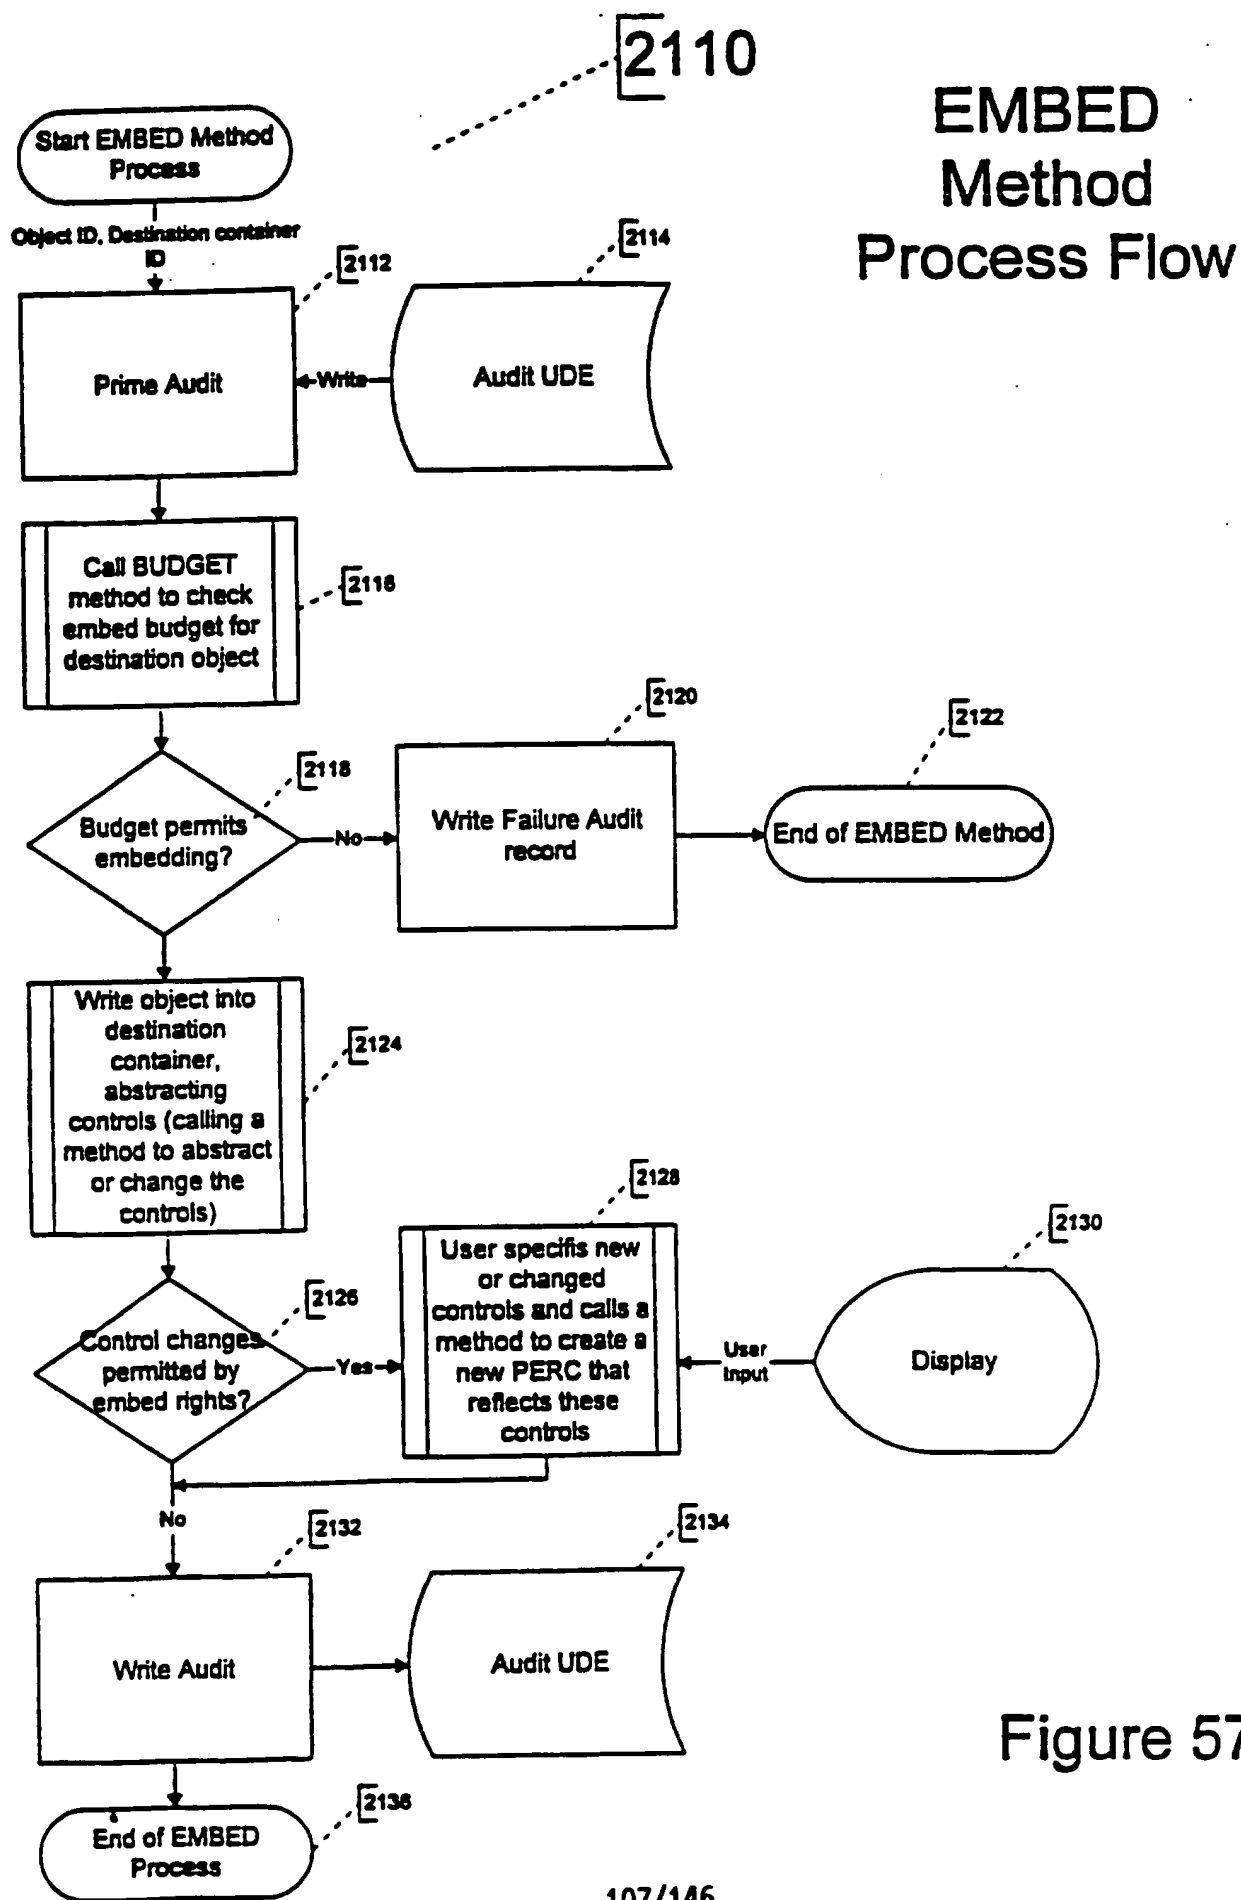 2110
EMBED
Method
Process Flow
Start EMBED Method
Process
Object ID, Destination container
ID
2112
2114
Prime Audit
Write
Audit UDE
Call BUDGET
method to check
embed budget for
destination object
2116
2118
Budget permits
embedding?
No
2120
Write Failure Audit
record
2122
End of EMBED Method
Write object into
destination
container,
abstracting
controls (calling a
method to abstract
or change the
controls)
2124
2126
Control changes
permitted by
embed rights?
Yes
2128
User specifis new
or changed
controls and calls a
method to create a
new PERC that
reflects these
controls
User
Input
2130
Display
No
2132
2134
Write Audit
Audit UDE
Figure 57
End of EMBED
Process
2136
107/146